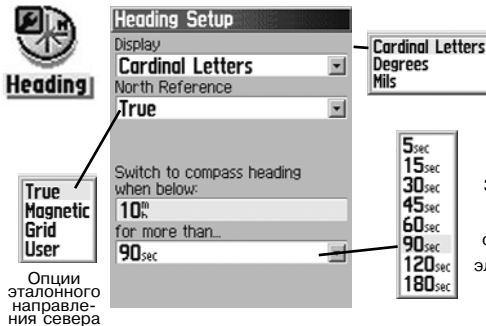 Heading Setup
Display
Cardinal Letters
North Reference
True
Switch to compass heading
when below:
10 m/h
for more than...
90sec
Heading
True
Magnetic
Grid
User
Опции
эталонного
направле-
ния севера
Cardinal Letters
Degrees
Mils
5sec
15sec
30sec
45sec
60sec
90sec
120sec
180sec